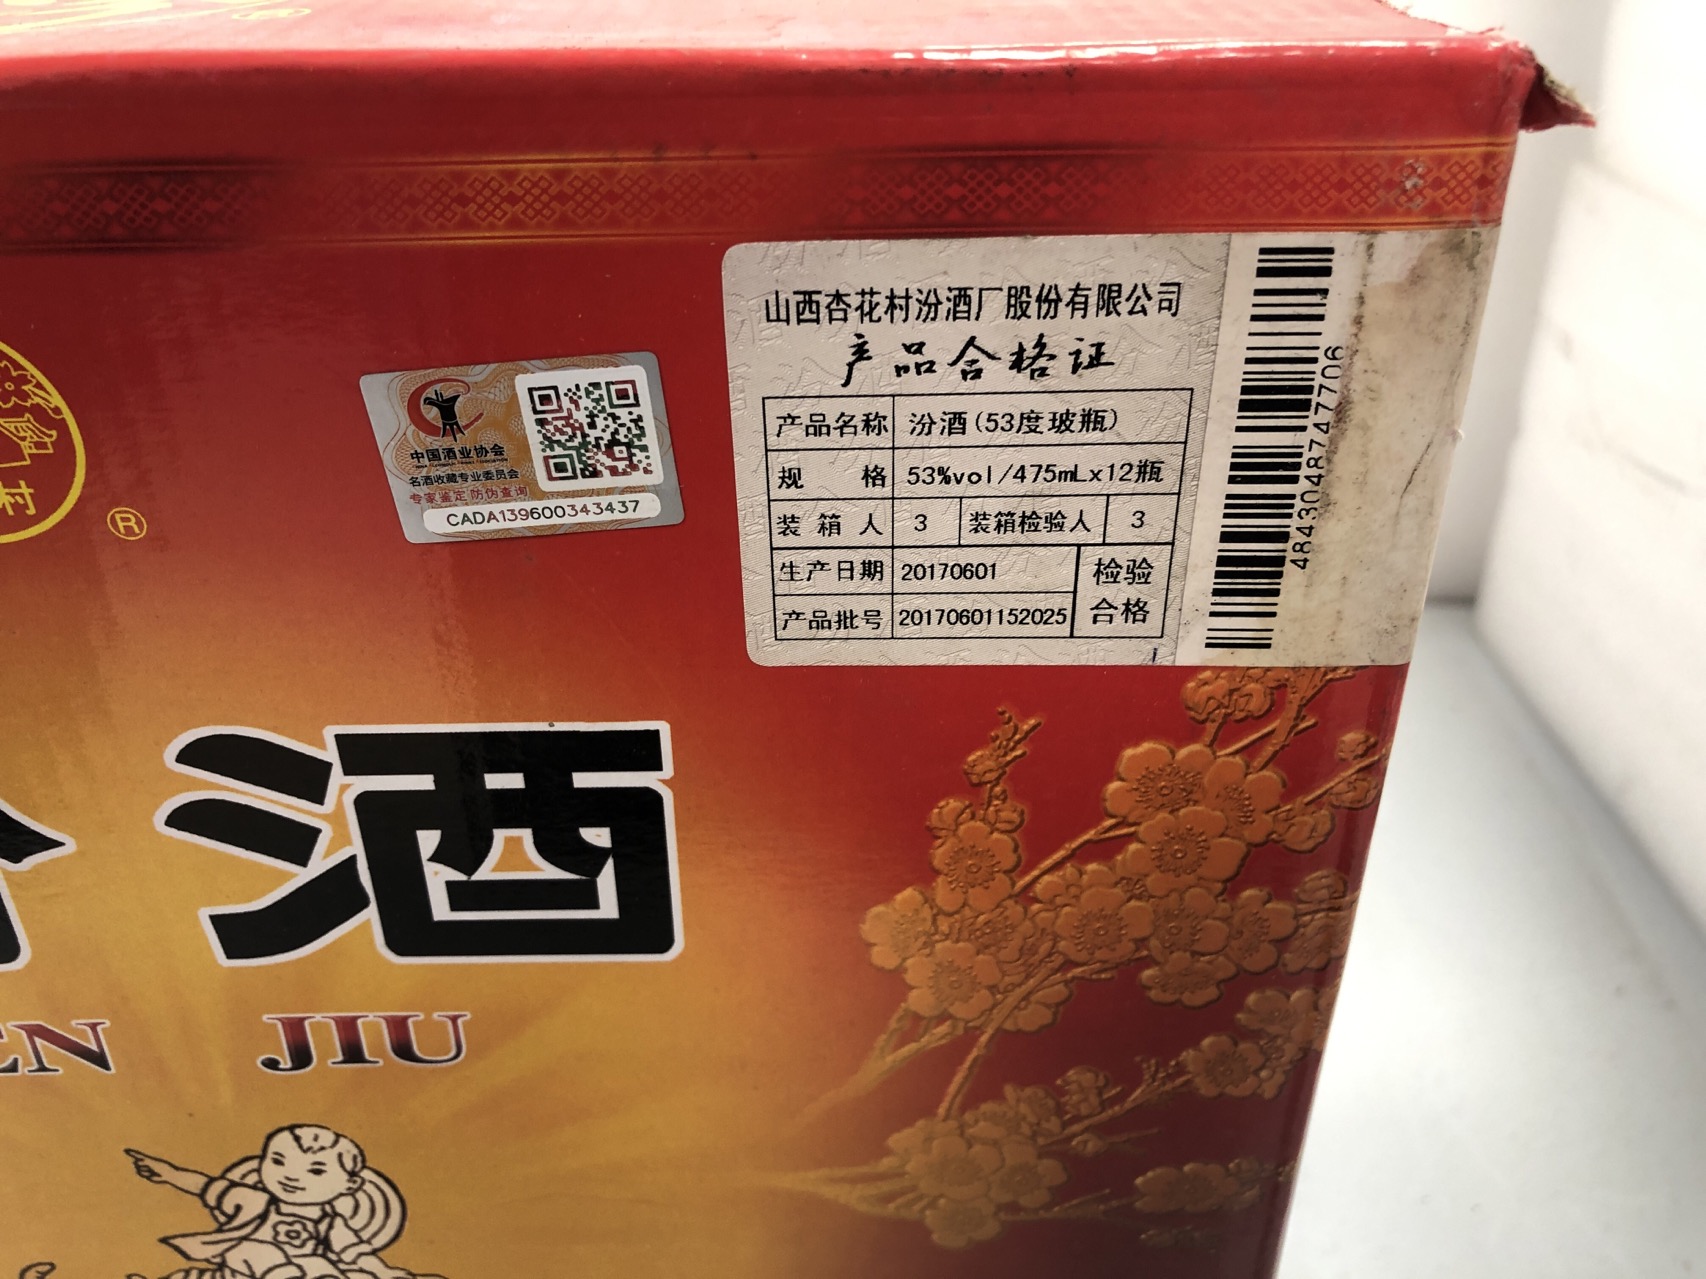 山西杏花村汾酒厂股份有限公司
产品合格证
产品名称 汾酒(53度玻瓶)
规 格 53%vol/475mLx12瓶
装箱人 3 装箱检验人 3
生产日期 20170601 检验
产品批号 20170601152025 合格
484304874747706
中国酒业协会
名酒收藏专业委员会
专家鉴定 防伪查询
CADA139600343437
村
®
酒
EN JIU